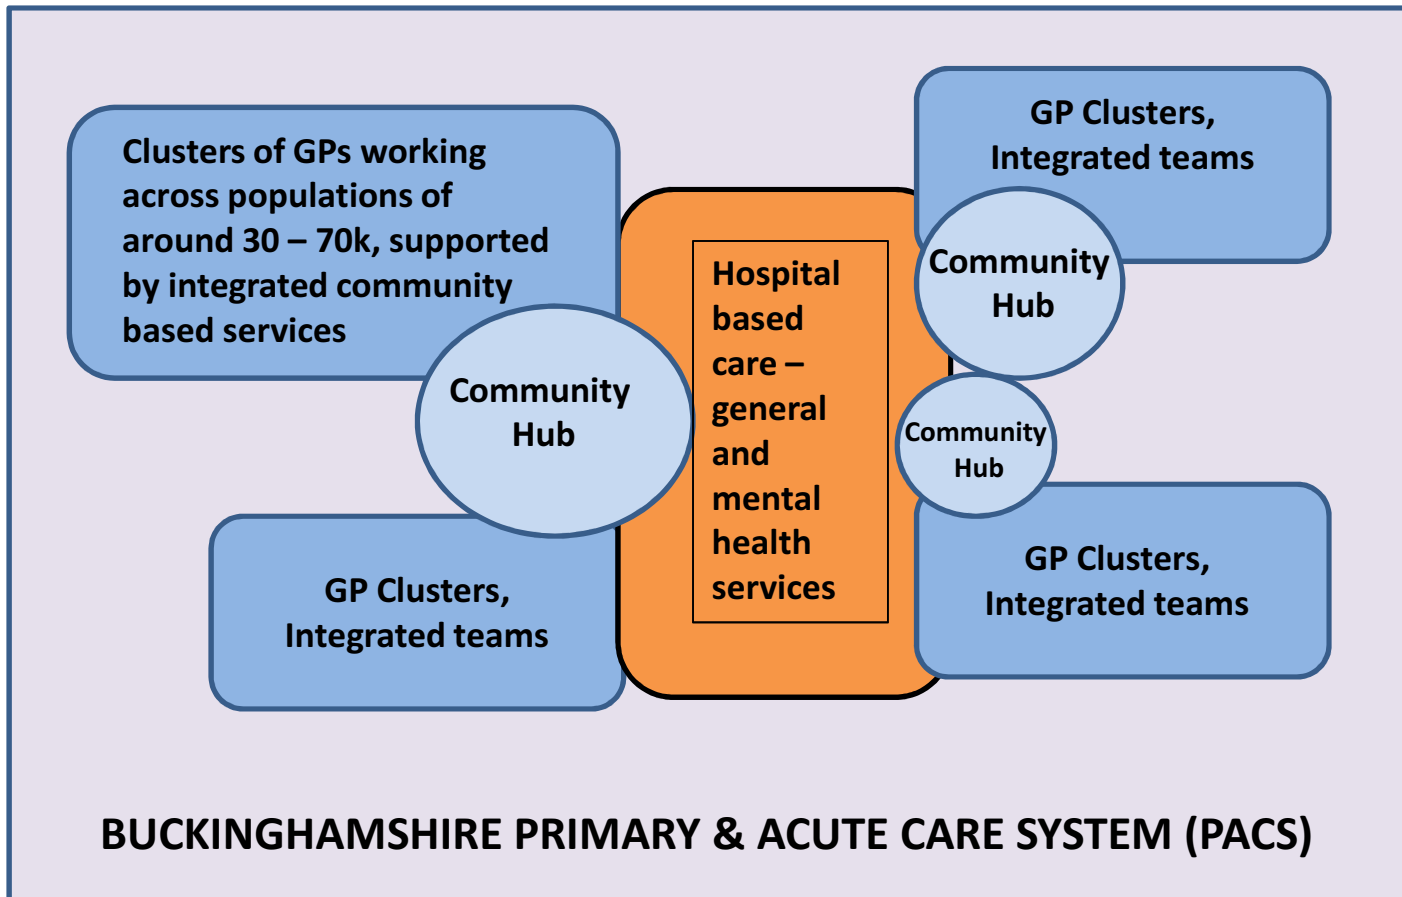 Clusters of GPs working
across populations of
around 30 – 70k, supported
by integrated community
based services
Community
Hub
GP Clusters,
Integrated teams
Hospital
based
care –
general
and
mental
health
services
GP Clusters,
Integrated teams
Community
Hub
Community
Hub
GP Clusters,
Integrated teams
BUCKINGHAMSHIRE PRIMARY & ACUTE CARE SYSTEM (PACS)